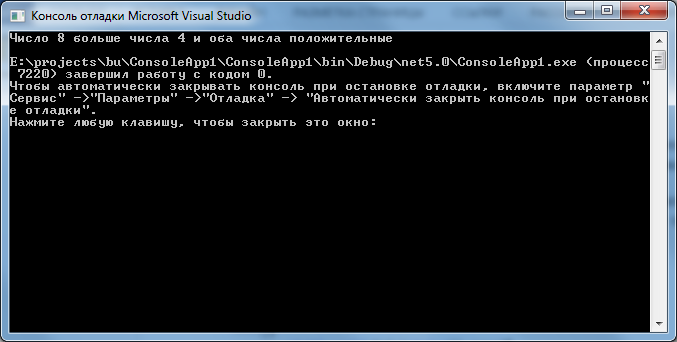 Консоль отладки Microsoft Visual Studio
Число 8 больше числа 4 и оба числа положительные
E:\projects\bu\ConsoleApp1\ConsoleApp1\bin\Debug\net5.0\ConsoleApp1.exe (процесс
 7220) завершил работу с кодом 0.
Чтобы автоматически закрывать консоль при остановке отладки, включите параметр "
Сервис" ->"Параметры" ->"Отладка" -> "Автоматически закрыть консоль при остановк
е отладки".
Нажмите любую клавишу, чтобы закрыть это окно: